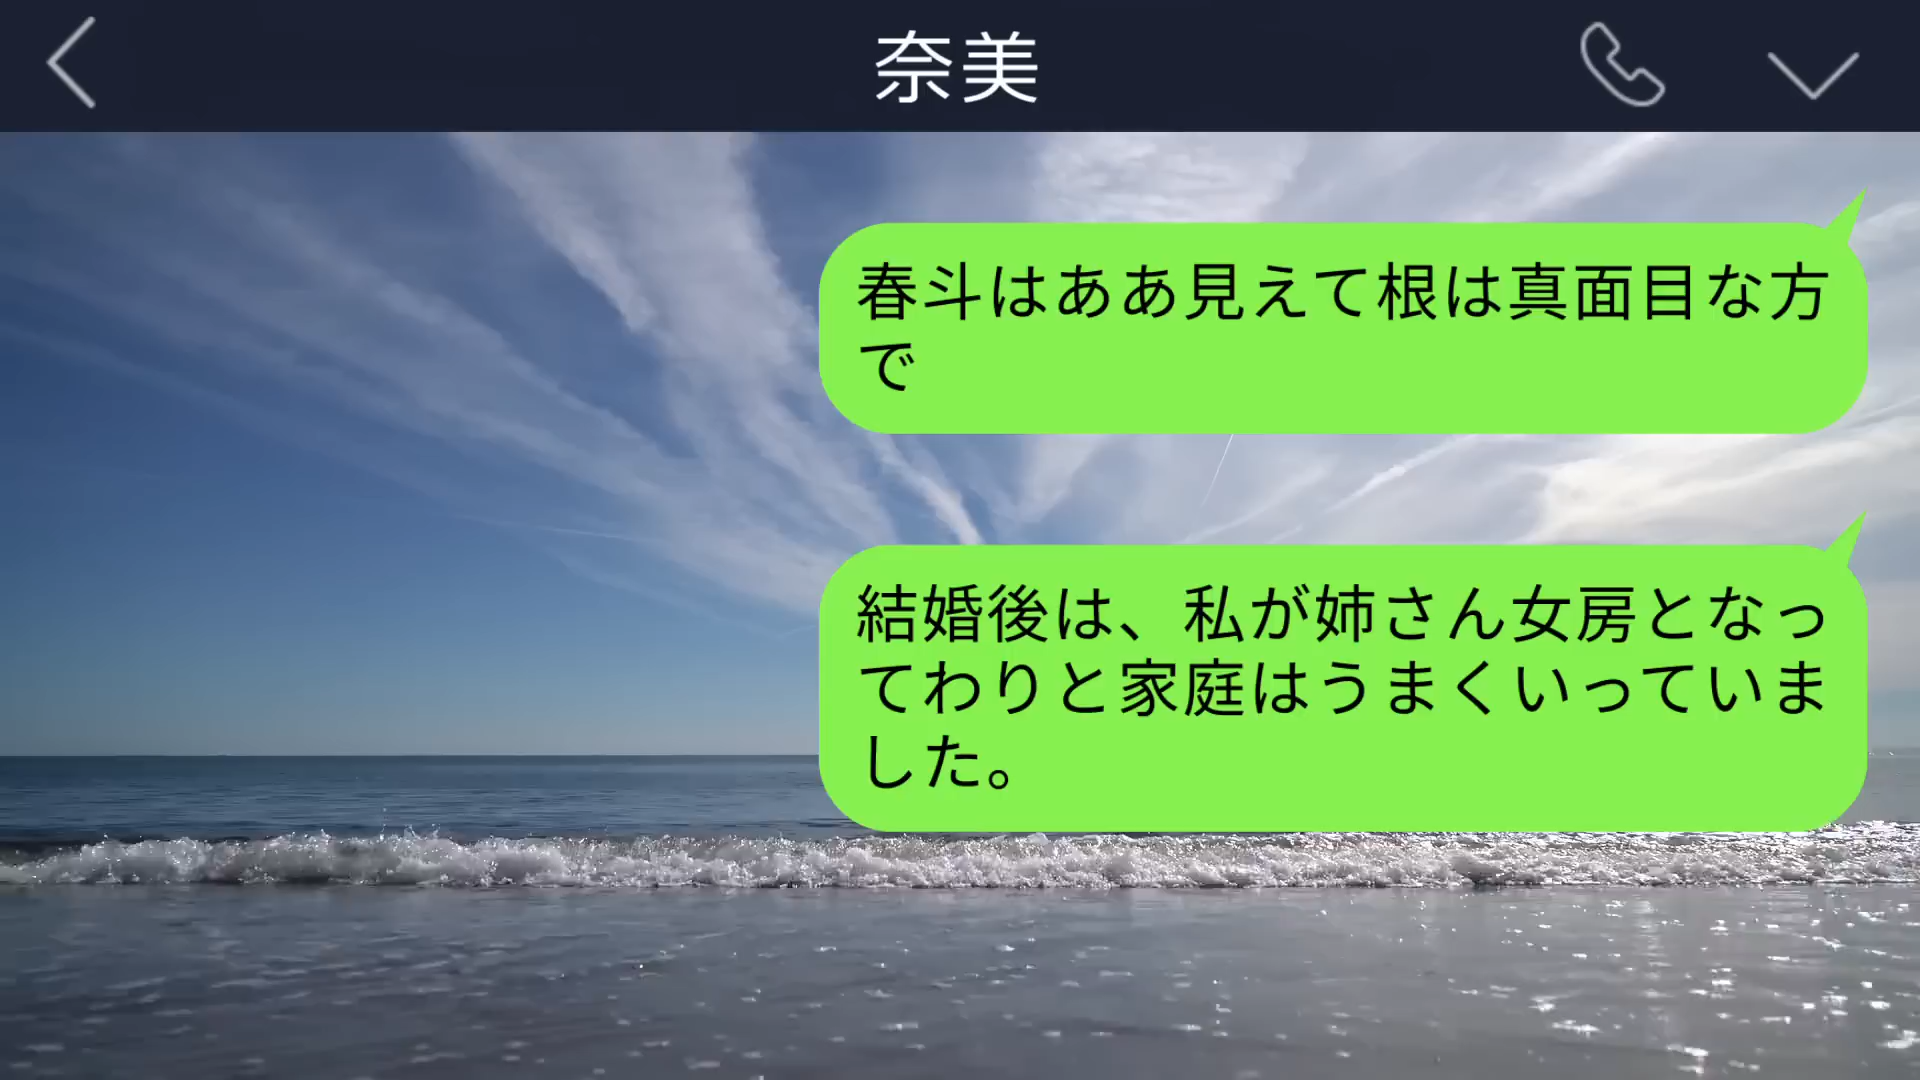 奈美
春斗はああ見えて根は真面目な方
で
結婚後は、私が姉さん女房となっ
てわりと家庭はうまくいっていま
した。